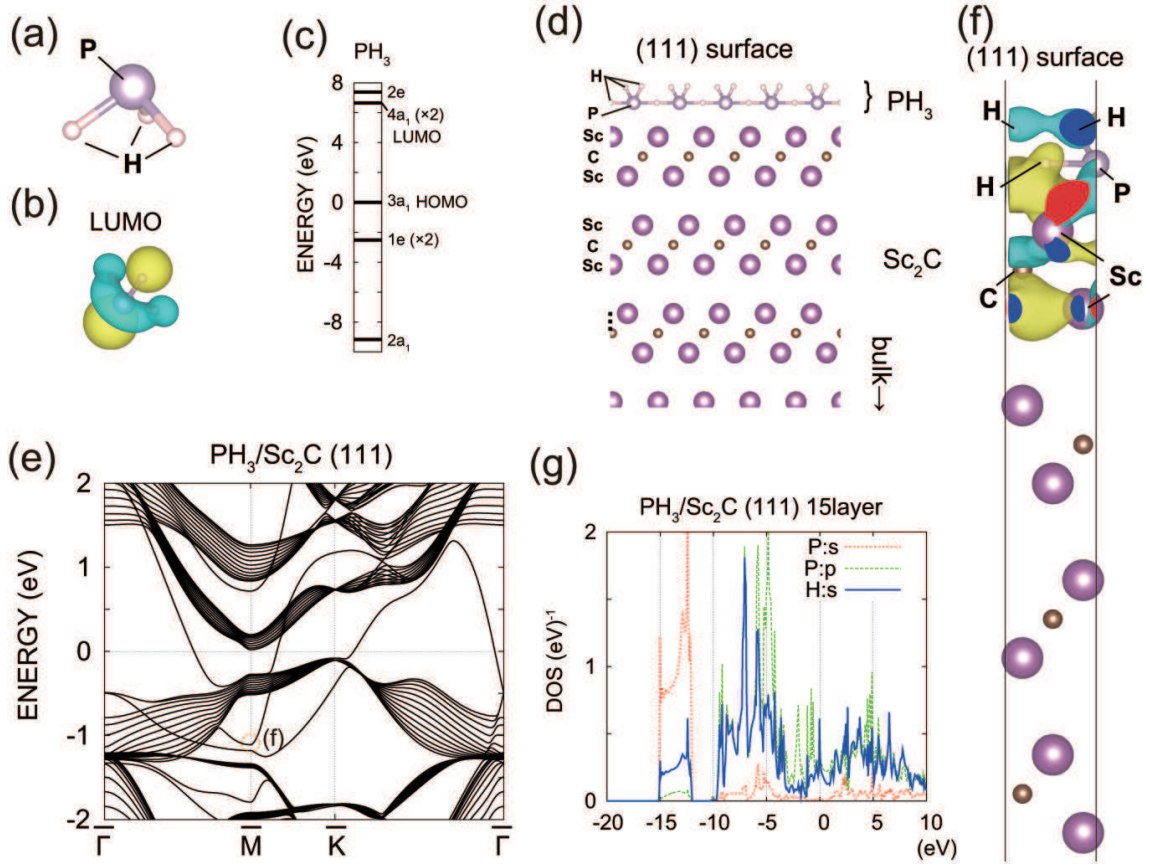 (a)
P
H
(b)
LUMO
(c)
PH3
ENERGY (eV)
8
4
0
-4
-8
2e
4a1 (×2)
LUMO
3a1 HOMO
1e (×2)
2a1
(d)
(111) surface
H
P
} PH3
Sc
C
Sc
Sc
C
Sc
Sc2C
bulk→
(f)
(111) surface
H
H
H
P
Sc
C
(e)
PH3/Sc2C (111)
ENERGY (eV)
2
1
0
-1
-2
(f)
Γ̅
M̅
K̅
Γ̅
(g)
PH3/Sc2C (111) 15layer
DOS (eV)-1
2
1
0
P:s
P:p
H:s
-20
-15
-10
-5
0
5
10
(eV)